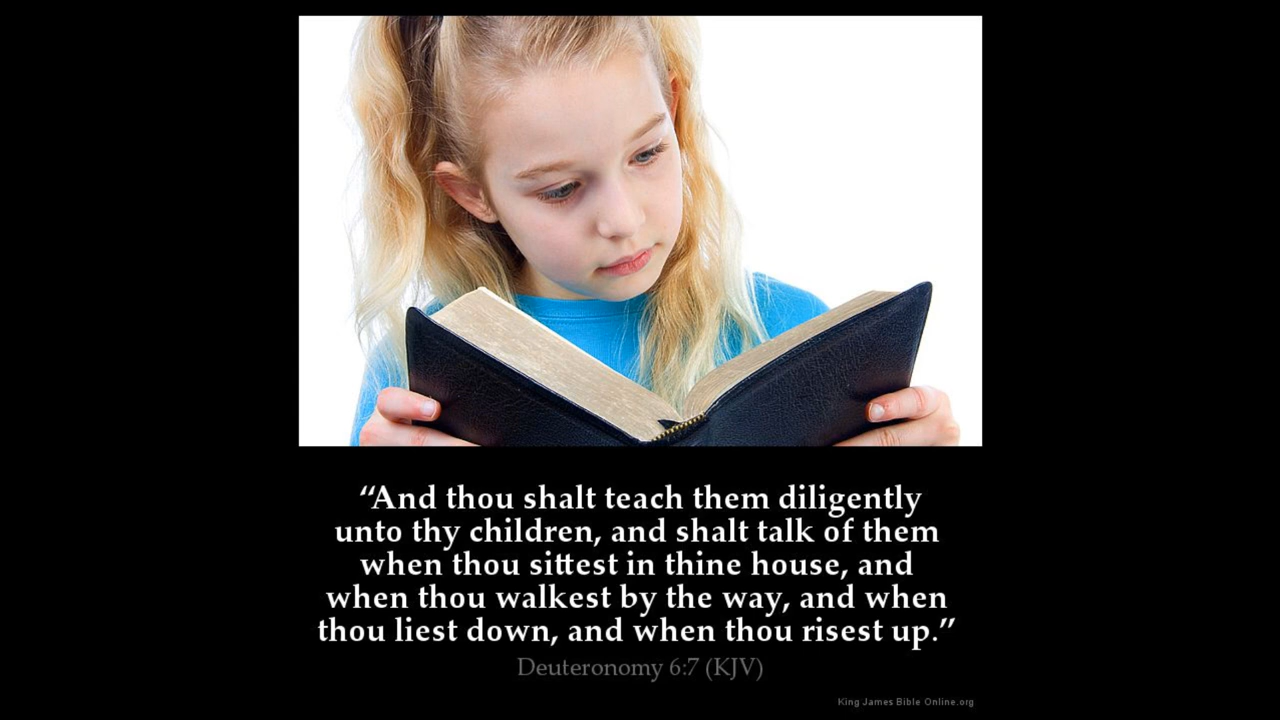 “And thou shalt teach them diligently
unto thy children, and shalt talk of them
when thou sittest in thine house, and
when thou walkest by the way, and when
thou liest down, and when thou risest up.”
Deuteronomy 6:7 (KJV)
King James Bible Online.org